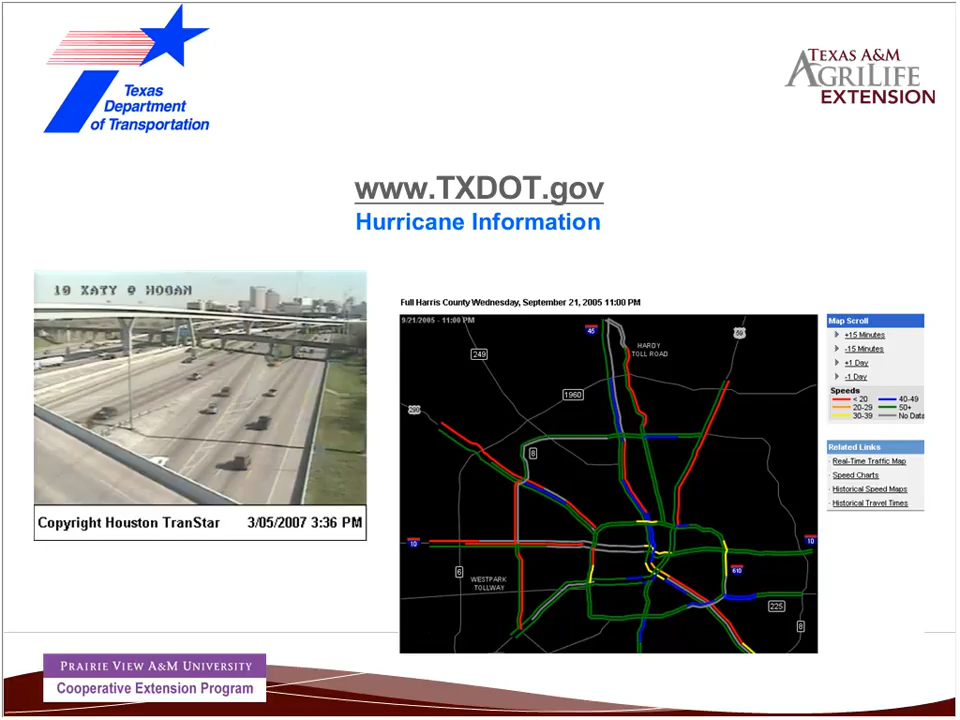 Texas
Department
of Transportation
TEXAS A&M
AGRILIFE
EXTENSION
www.TXDOT.gov
Hurricane Information
10 KATY @ HOGAN
Copyright Houston TranStar 3/05/2007 3:36 PM
Full Harris County Wednesday, September 21, 2005 11:00 PM
9/21/2005 - 11:00 PM
45
59
HARDY
TOLL ROAD
249
1960
290
8
10
10
6
WESTPARK
TOLLWAY
610
225
8
Map Scroll
+15 Minutes
-15 Minutes
+1 Day
-1 Day
Speeds
< 20 40-49
20-29 50+
30-39 No Data
Related Links
Real-Time Traffic Map
Speed Charts
Historical Speed Maps
Historical Travel Times
PRAIRIE VIEW A&M UNIVERSITY
Cooperative Extension Program